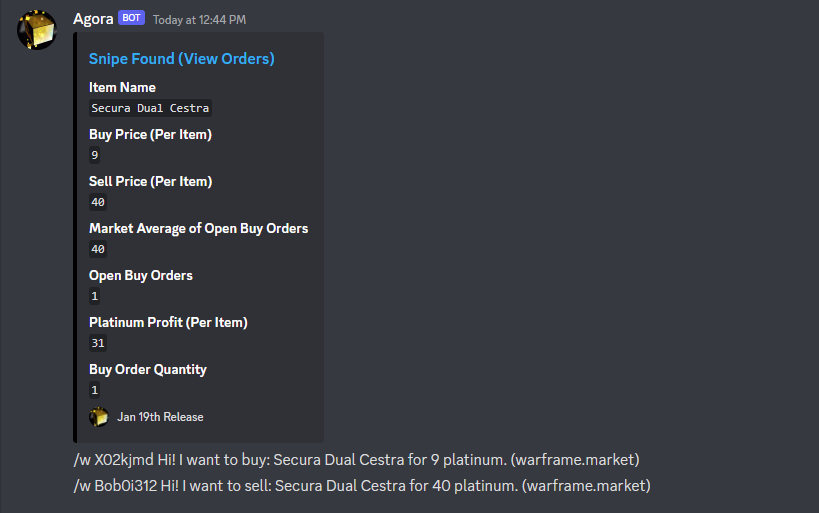 Agora BOT Today at 12:44 PM
Snipe Found (View Orders)
Item Name
Secura Dual Cestra
Buy Price (Per Item)
9
Sell Price (Per Item)
40
Market Average of Open Buy Orders
40
Open Buy Orders
1
Platinum Profit (Per Item)
31
Buy Order Quantity
1
Jan 19th Release
/w X02kjmd Hi! I want to buy: Secura Dual Cestra for 9 platinum. (warframe.market)
/w Bob0i312 Hi! I want to sell: Secura Dual Cestra for 40 platinum. (warframe.market)